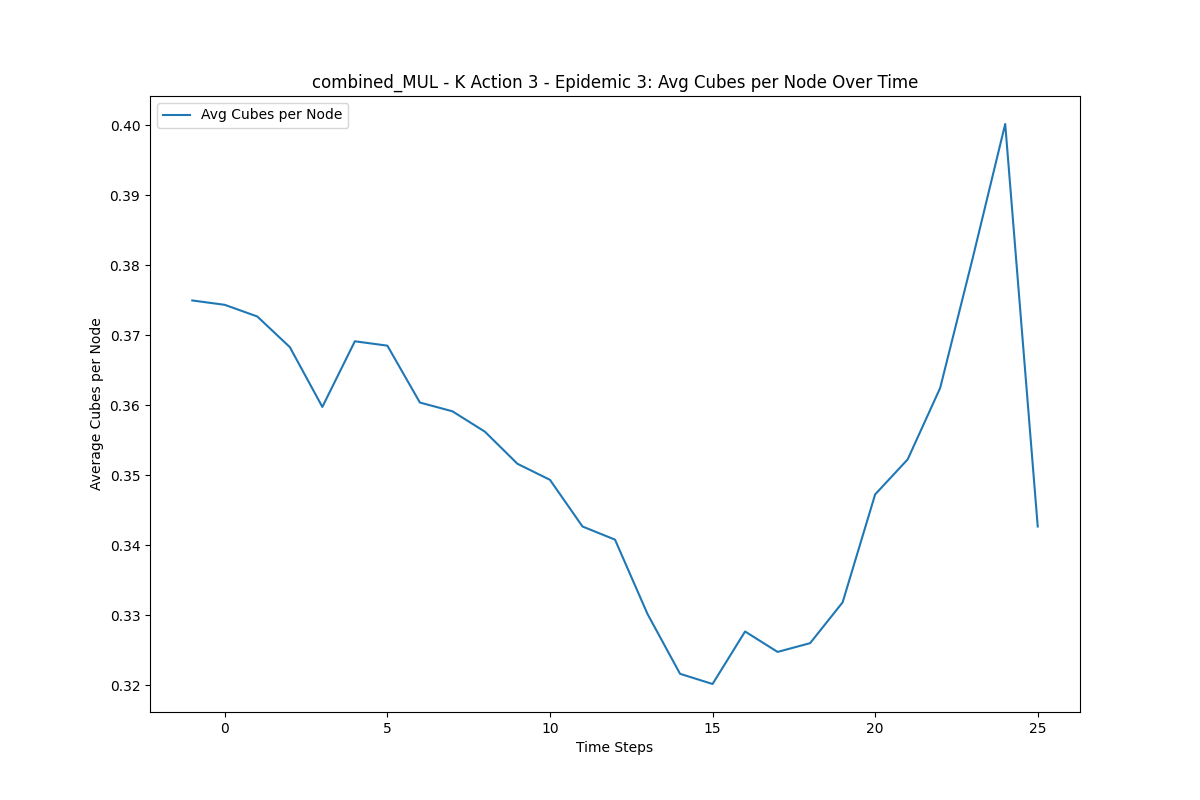 combined_MUL - K Action 3 - Epidemic 3: Avg Cubes per Node Over Time
Avg Cubes per Node
0.40
0.39
0.38
0.37
0.36
0.35
0.34
0.33
0.32
Average Cubes per Node
0 5 10 15 20 25
Time Steps